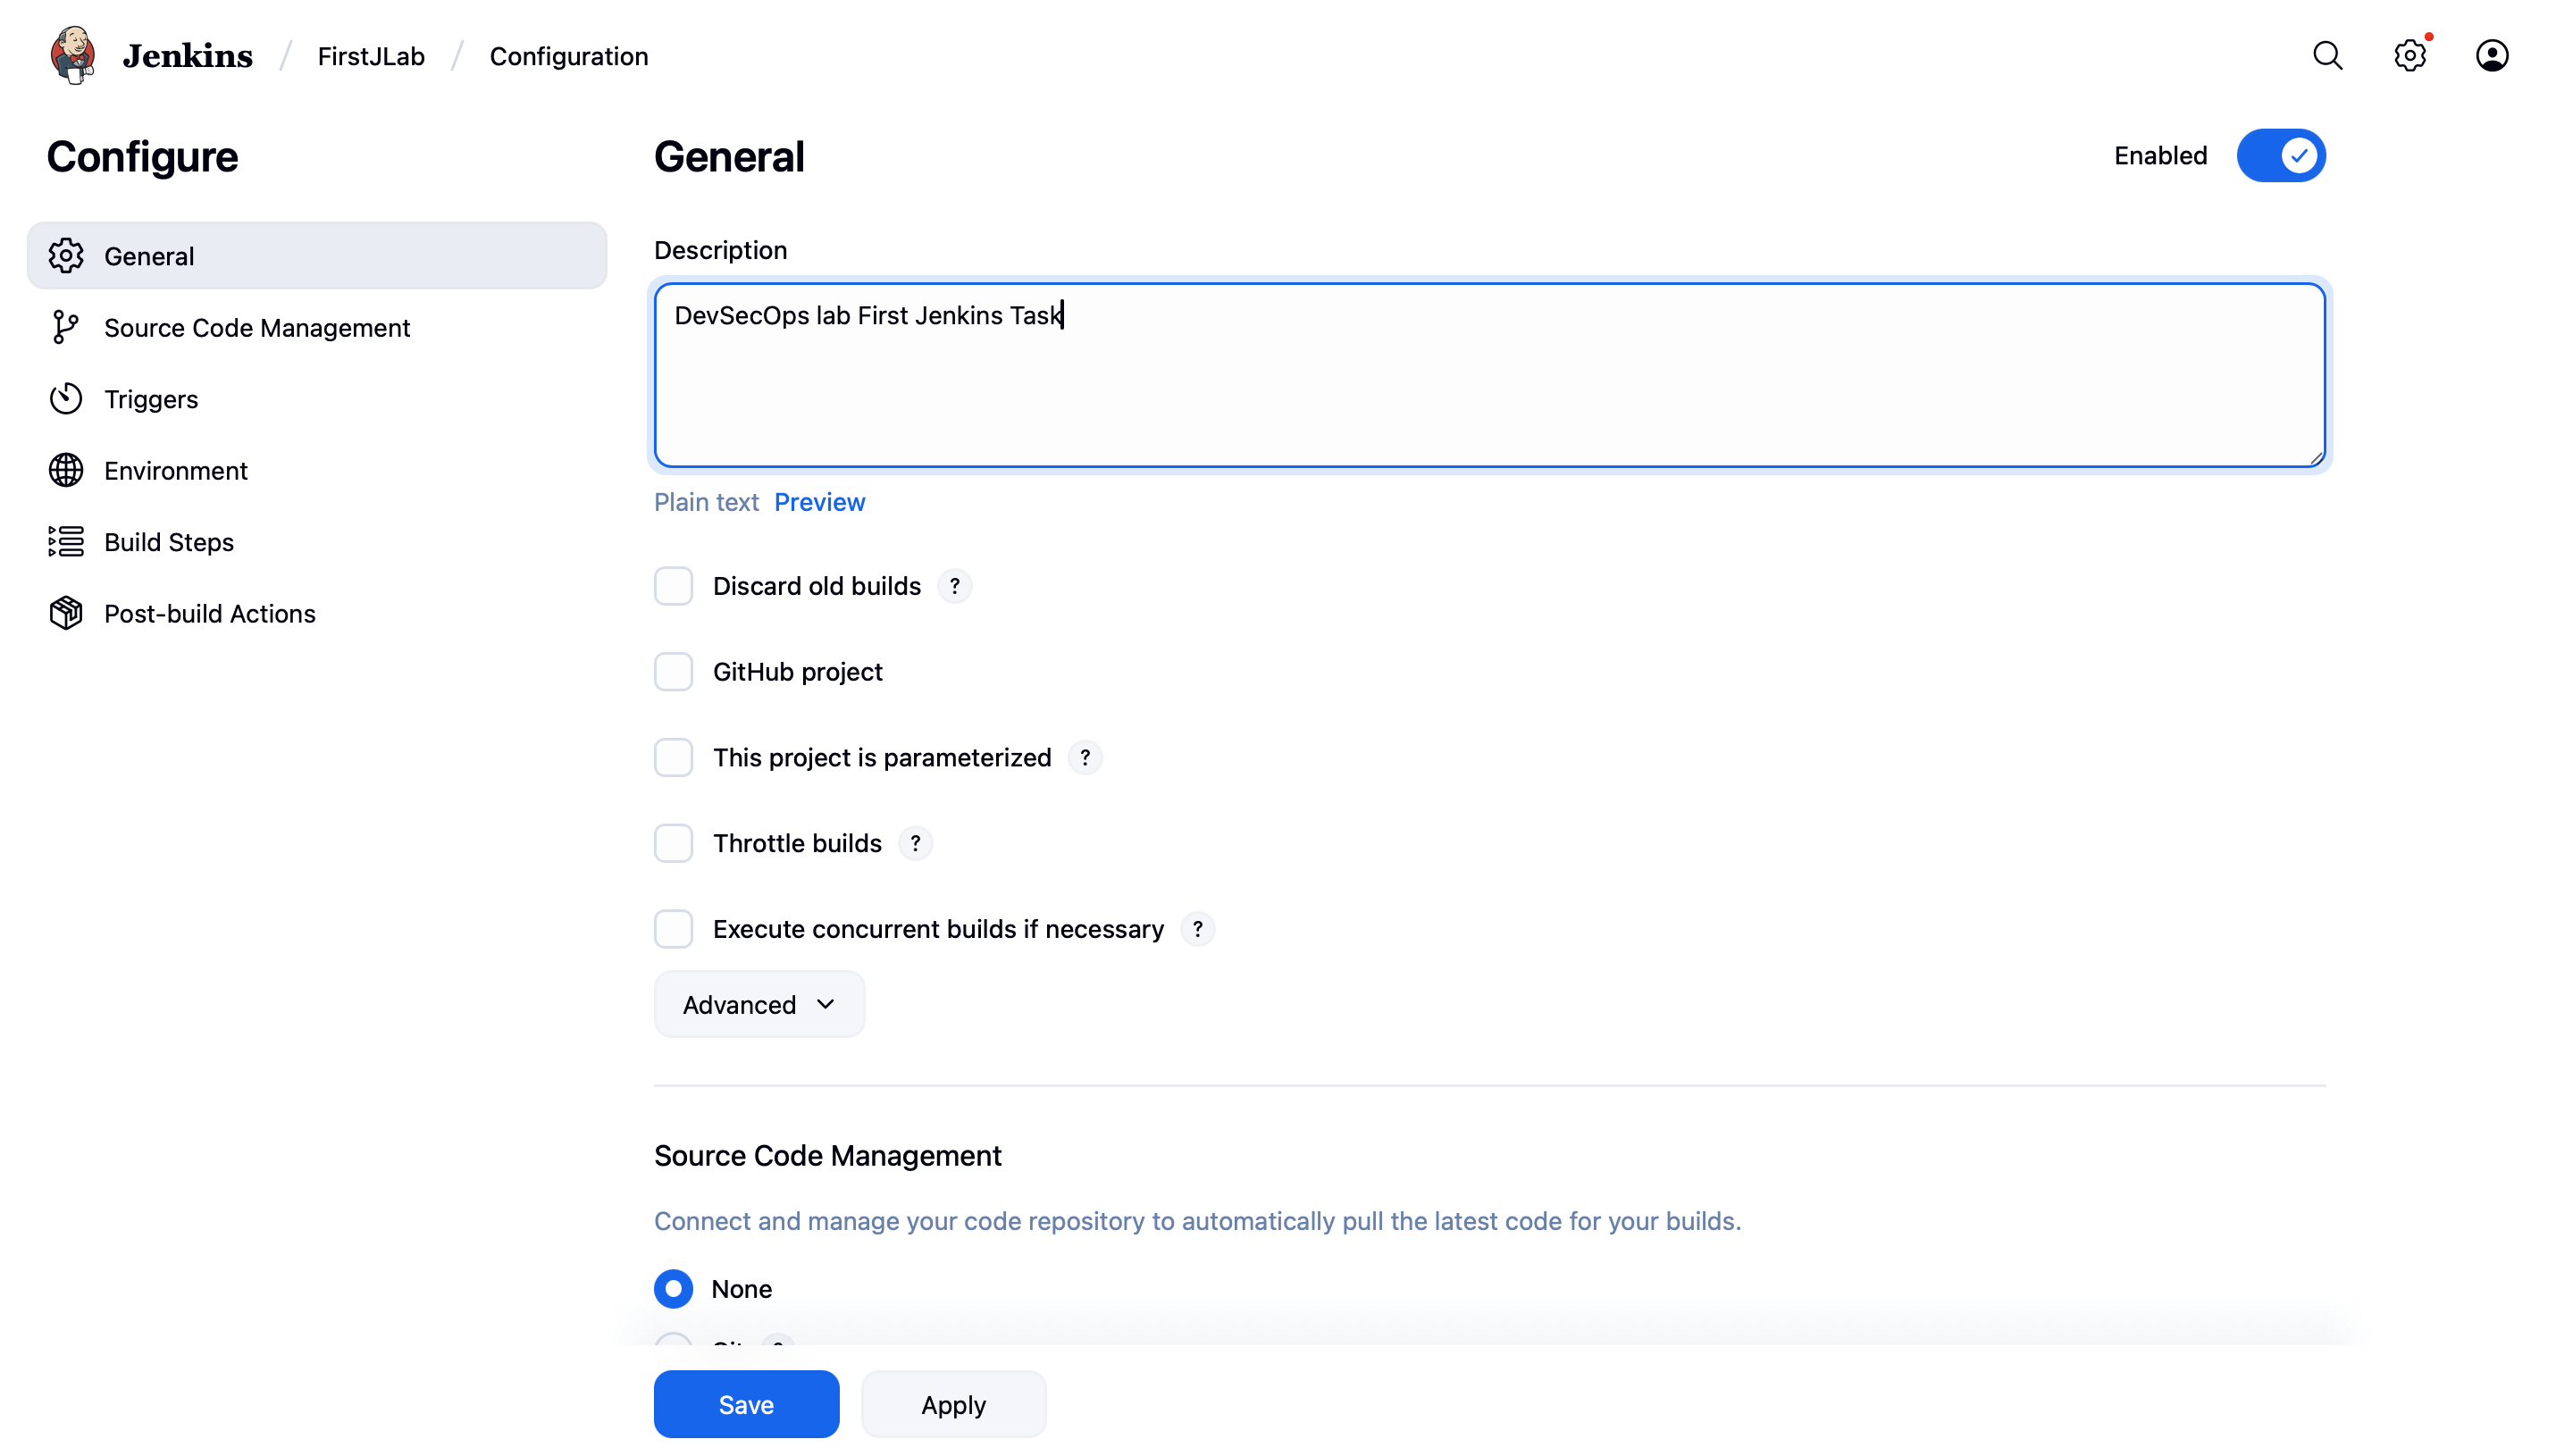 Jenkins / FirstJLab / Configuration
Configure
General
Source Code Management
Triggers
Environment
Build Steps
Post-build Actions
General
Enabled
Description
DevSecOps lab First Jenkins Task
Plain text Preview
Discard old builds ?
GitHub project
This project is parameterized ?
Throttle builds ?
Execute concurrent builds if necessary ?
Advanced
Source Code Management
Connect and manage your code repository to automatically pull the latest code for your builds.
None
Save Apply